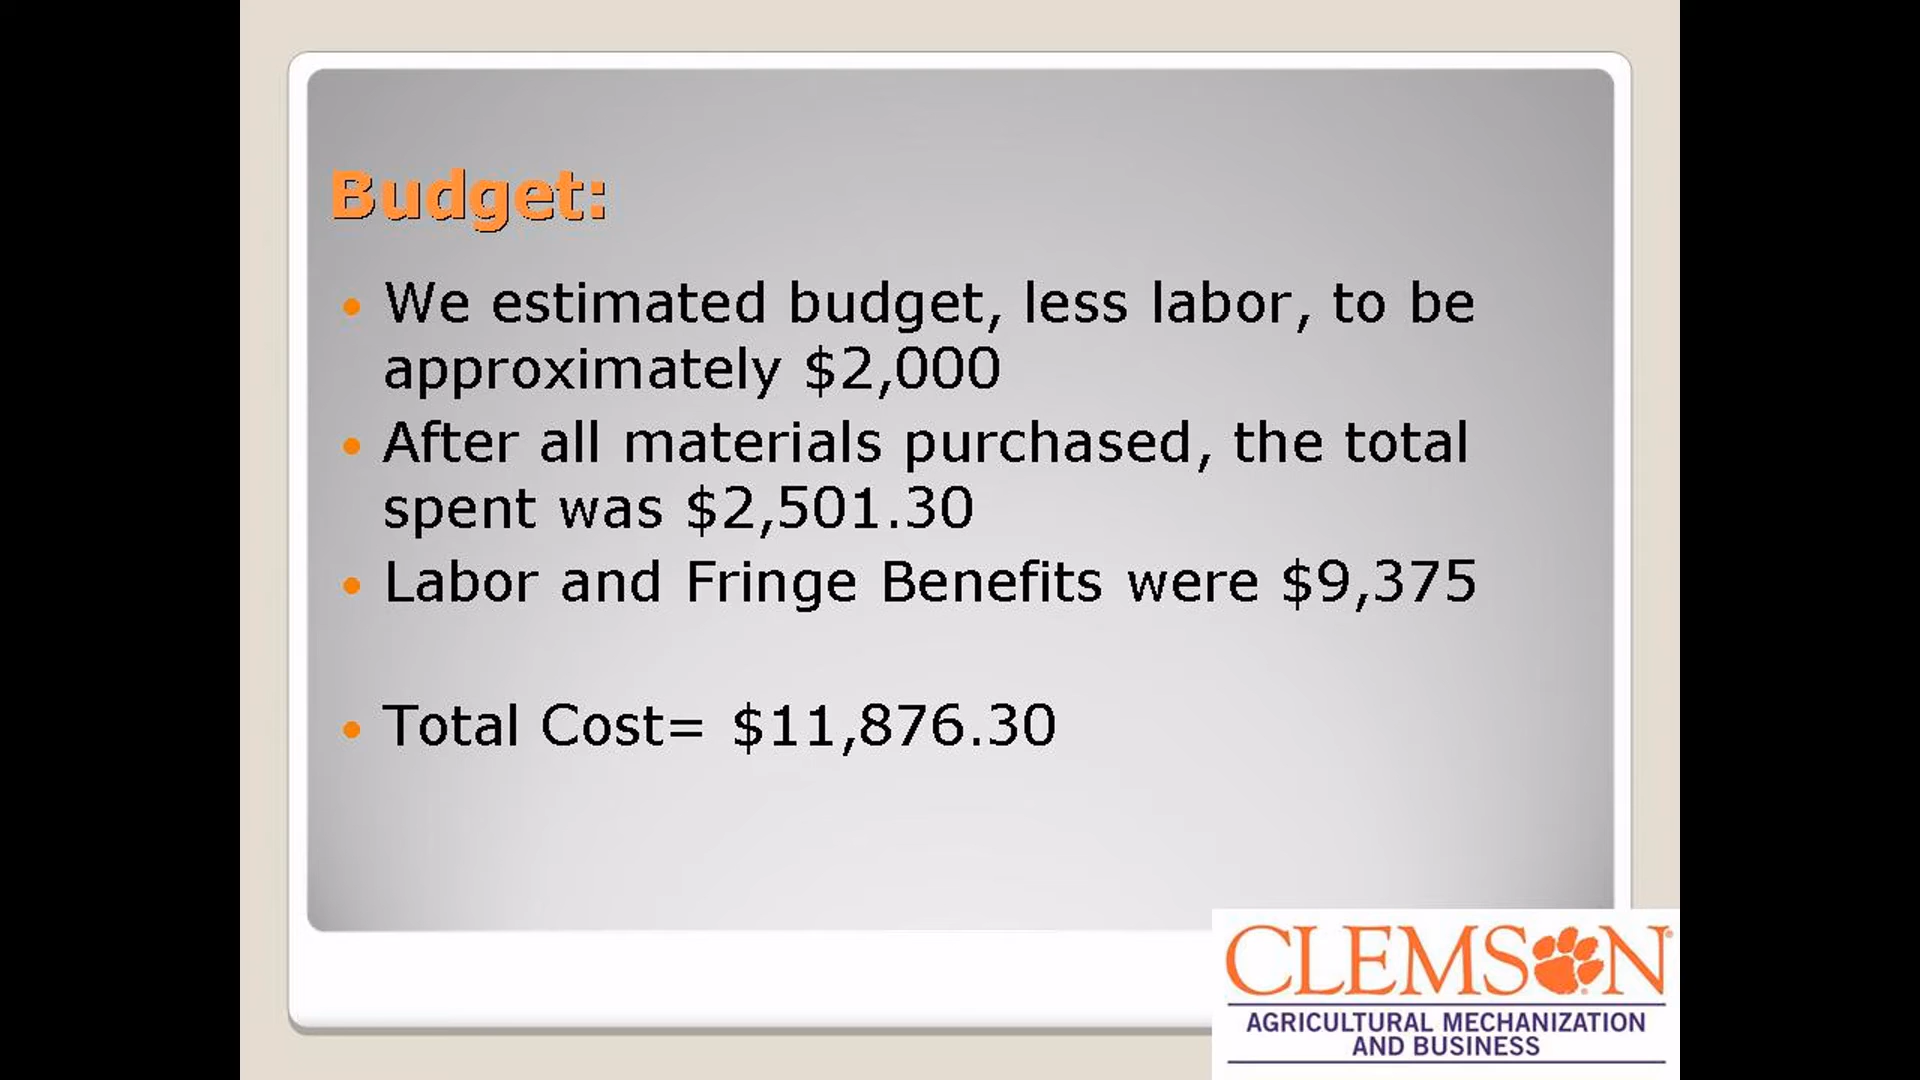 Budget:
• We estimated budget, less labor, to be
approximately $2,000
• After all materials purchased, the total
spent was $2,501.30
• Labor and Fringe Benefits were $9,375
• Total Cost= $11,876.30
CLEMSON®
AGRICULTURAL MECHANIZATION
AND BUSINESS